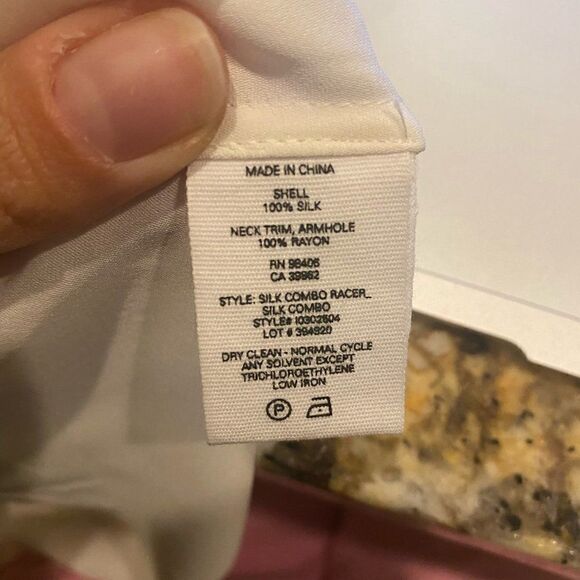 MADE IN CHINA
SHELL
100% SILK
NECK TRIM, ARMHOLE
100% RAYON
RN 98406
CA 39962
STYLE: SILK COMBO RACER_
SILK COMBO
STYLE# I0302604
LOT # 394920
DRY CLEAN - NORMAL CYCLE
ANY SOLVENT EXCEPT
TRICHLOROETHYLENE
LOW IRON
P